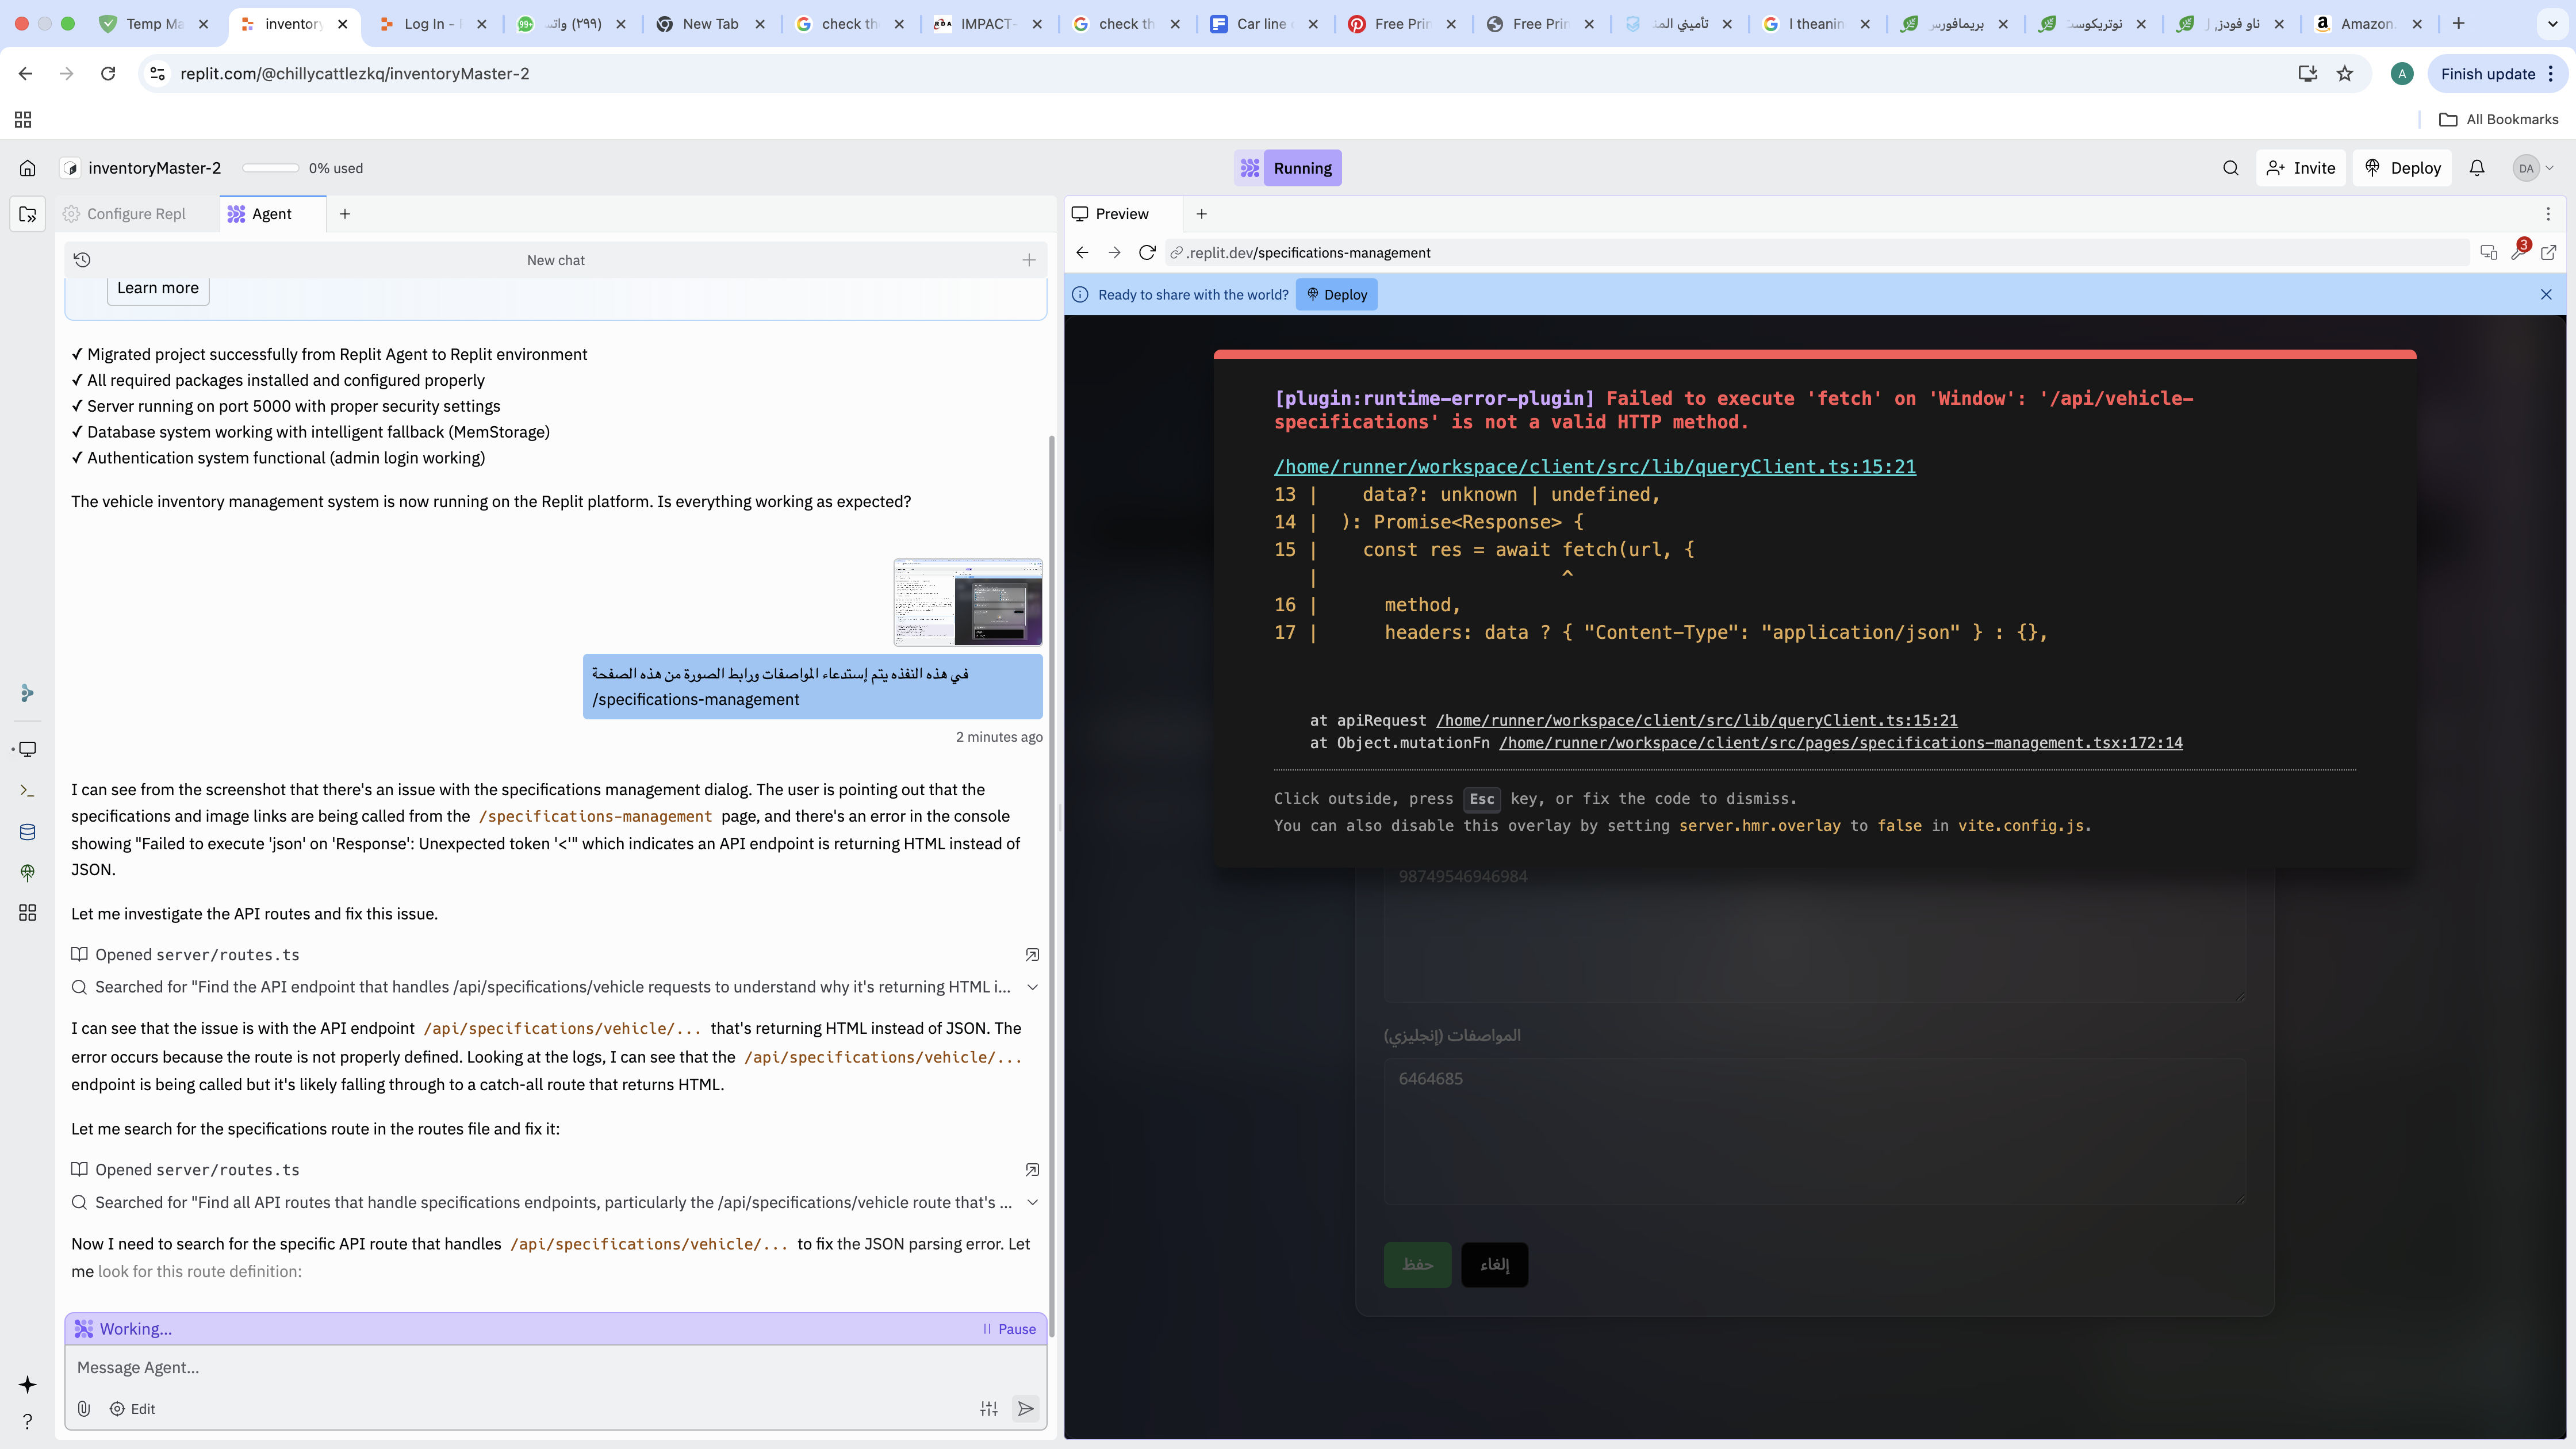 Temp Ma
inventory
Log In -
(٢٩٩) واتس
New Tab
check th
IMPACT-
check th
Car line
Free Prin
Free Prin
تأميني المت
l theanin
بريمافورس
نوتريكوست
ناو فودز, ل
Amazon.
replit.com/@chillycattlezkq/inventoryMaster-2
A
Finish update
All Bookmarks
inventoryMaster-2
0% used
Running
Invite
Deploy
DA
Configure Repl
Agent
New chat
Learn more
✓ Migrated project successfully from Replit Agent to Replit environment
✓ All required packages installed and configured properly
✓ Server running on port 5000 with proper security settings
✓ Database system working with intelligent fallback (MemStorage)
✓ Authentication system functional (admin login working)
The vehicle inventory management system is now running on the Replit platform. Is everything working as expected?
في هذه النفذه يتم إستدعاء المواصفات ورابط الصورة من هذه الصفحة
/specifications-management
2 minutes ago
I can see from the screenshot that there's an issue with the specifications management dialog. The user is pointing out that the
specifications and image links are being called from the /specifications-management page, and there's an error in the console
showing "Failed to execute 'json' on 'Response': Unexpected token '<'" which indicates an API endpoint is returning HTML instead of
JSON.
Let me investigate the API routes and fix this issue.
Opened server/routes.ts
Searched for "Find the API endpoint that handles /api/specifications/vehicle requests to understand why it's returning HTML i...
I can see that the issue is with the API endpoint /api/specifications/vehicle/... that's returning HTML instead of JSON. The
error occurs because the route is not properly defined. Looking at the logs, I can see that the /api/specifications/vehicle/...
endpoint is being called but it's likely falling through to a catch-all route that returns HTML.
Let me search for the specifications route in the routes file and fix it:
Opened server/routes.ts
Searched for "Find all API routes that handle specifications endpoints, particularly the /api/specifications/vehicle route that's ...
Now I need to search for the specific API route that handles /api/specifications/vehicle/... to fix the JSON parsing error. Let
me look for this route definition:
Working...
Pause
Message Agent...
Edit
Preview
.replit.dev/specifications-management
3
Ready to share with the world?
Deploy
[plugin:runtime-error-plugin] Failed to execute 'fetch' on 'Window': '/api/vehicle-
specifications' is not a valid HTTP method.
/home/runner/workspace/client/src/lib/queryClient.ts:15:21
13 |    data?: unknown | undefined,
14 |  ): Promise<Response> {
15 |    const res = await fetch(url, {
   |                      ^
16 |      method,
17 |      headers: data ? { "Content-Type": "application/json" } : {},
at apiRequest /home/runner/workspace/client/src/lib/queryClient.ts:15:21
at Object.mutationFn /home/runner/workspace/client/src/pages/specifications-management.tsx:172:14
Click outside, press Esc key, or fix the code to dismiss.
You can also disable this overlay by setting server.hmr.overlay to false in vite.config.js.
98749546946984
المواصفات (إنجليزي)
6464685
حفظ
إلغاء